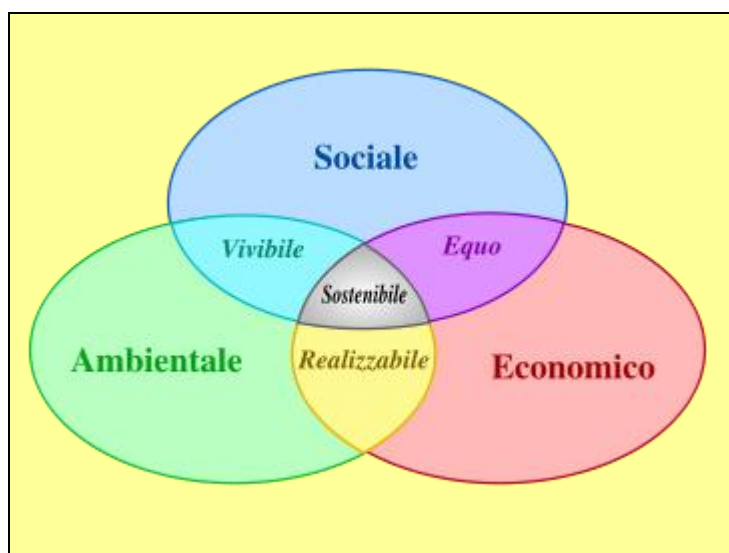 Sociale
Vivibile
Equo
Sostenibile
Ambientale
Realizzabile
Economico